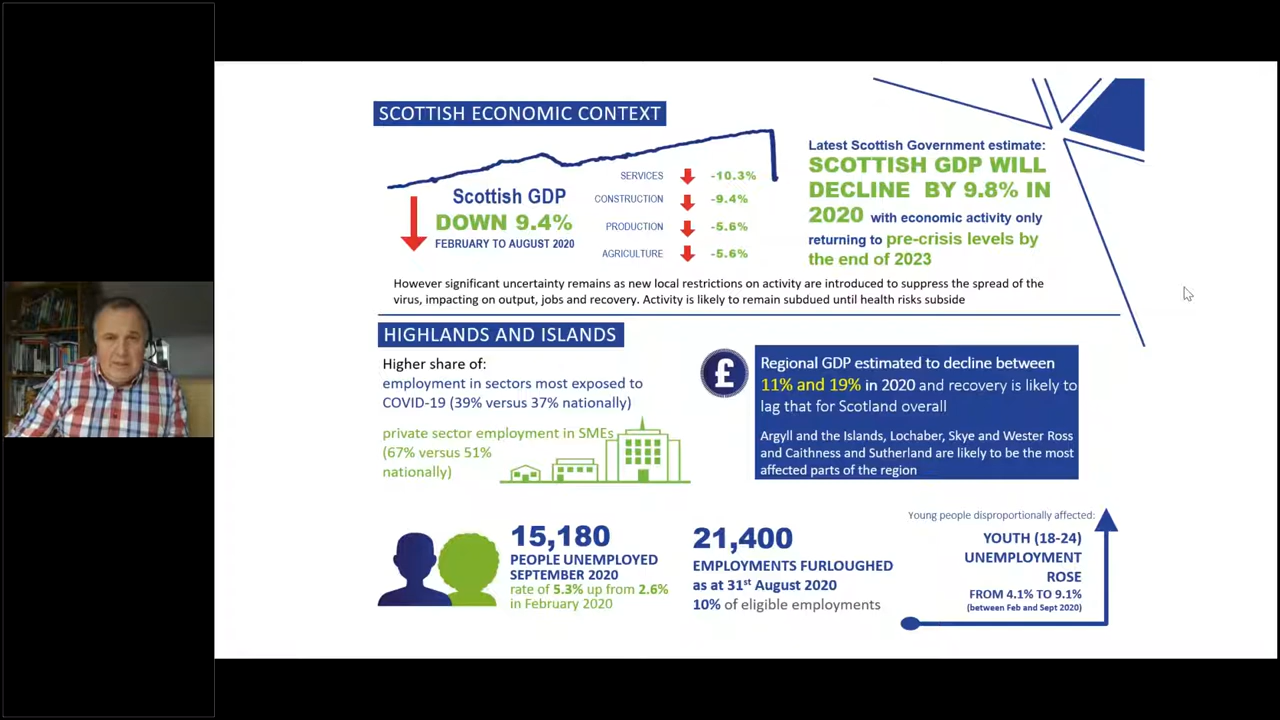 SCOTTISH ECONOMIC CONTEXT
Scottish GDP
DOWN 9.4%
FEBRUARY TO AUGUST 2020
SERVICES -10.3%
CONSTRUCTION -9.4%
PRODUCTION -5.6%
AGRICULTURE -5.6%
Latest Scottish Government estimate:
SCOTTISH GDP WILL
DECLINE BY 9.8% IN
2020 with economic activity only
returning to pre-crisis levels by
the end of 2023
However significant uncertainty remains as new local restrictions on activity are introduced to suppress the spread of the
virus, impacting on output, jobs and recovery. Activity is likely to remain subdued until health risks subside
HIGHLANDS AND ISLANDS
Higher share of:
employment in sectors most exposed to
COVID-19 (39% versus 37% nationally)
private sector employment in SMEs
(67% versus 51%
nationally)
£
Regional GDP estimated to decline between
11% and 19% in 2020 and recovery is likely to
lag that for Scotland overall
Argyll and the Islands, Lochaber, Skye and Wester Ross
and Caithness and Sutherland are likely to be the most
affected parts of the region
15,180
PEOPLE UNEMPLOYED
SEPTEMBER 2020
rate of 5.3% up from 2.6%
in February 2020
21,400
EMPLOYMENTS FURLOUGHED
as at 31st August 2020
10% of eligible employments
Young people disproportionally affected:
YOUTH (18-24)
UNEMPLOYMENT
ROSE
FROM 4.1% TO 9.1%
(between Feb and Sept 2020)